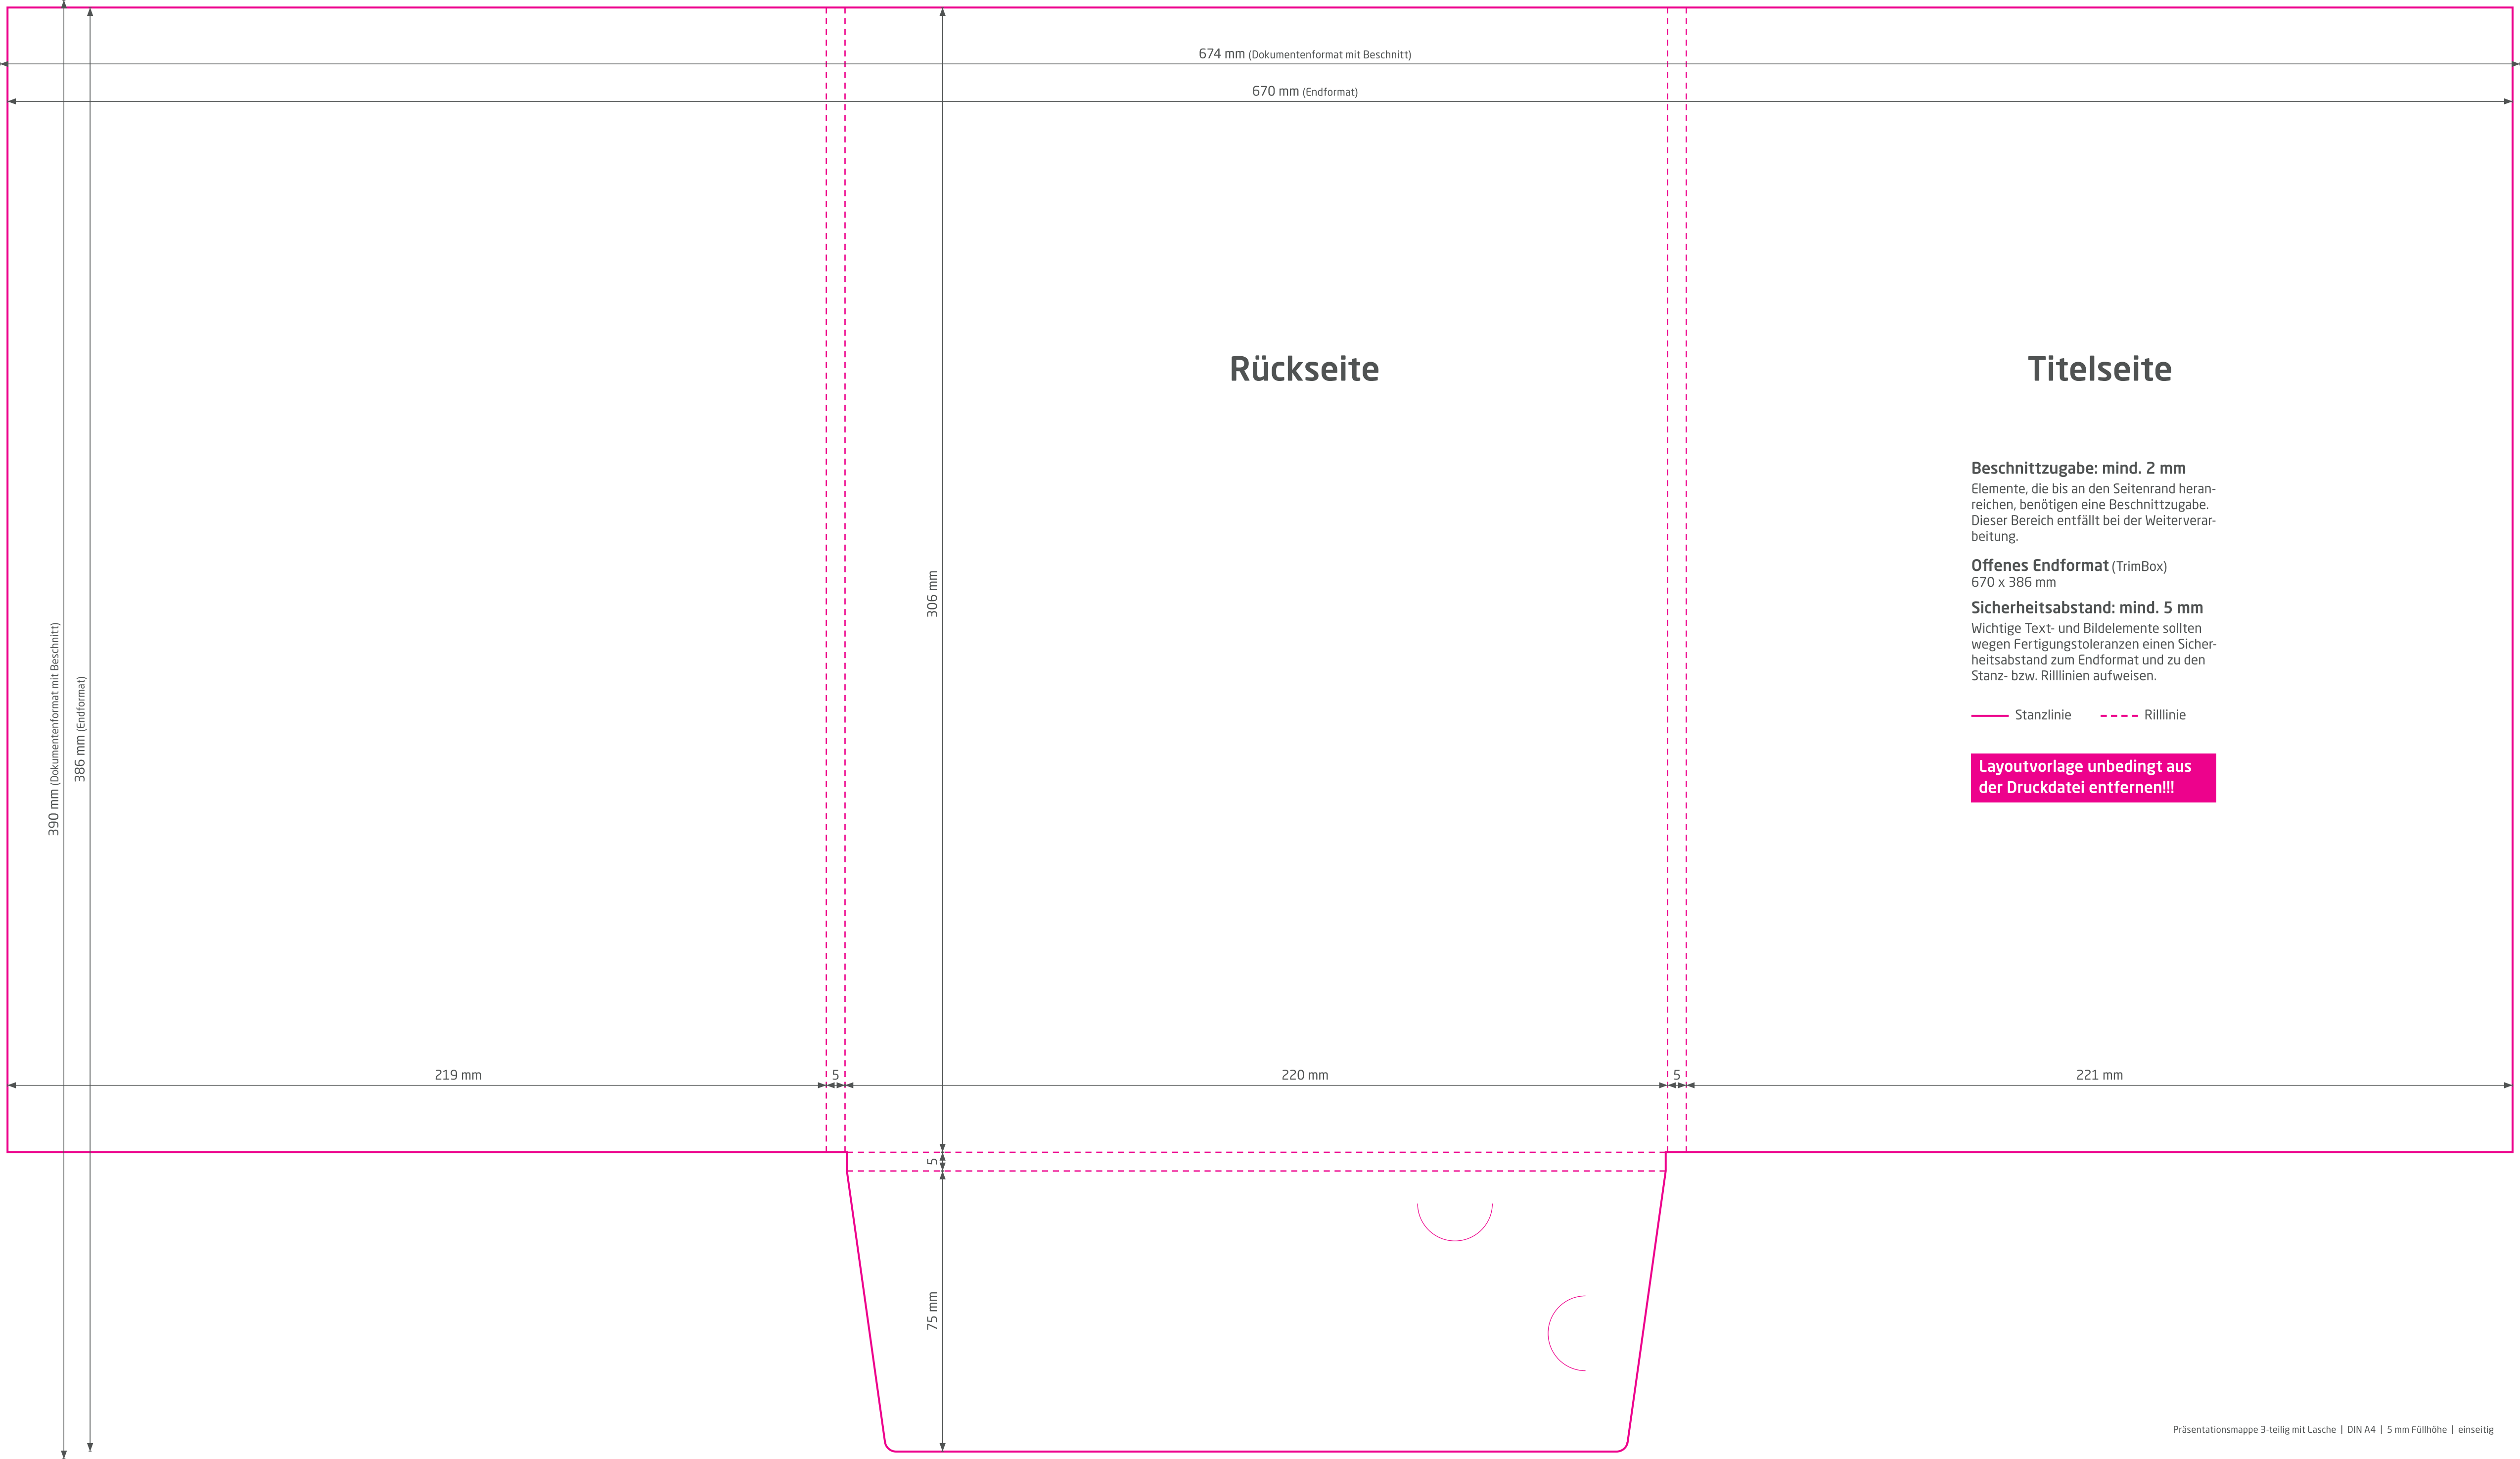 674 mm (Dokumentenformat mit Beschnitt)
670 mm (Endformat)
390 mm (Dokumentenformat mit Beschnitt)
386 mm (Endformat)
306 mm
Rückseite
Titelseite
Beschnittzugabe: mind. 2 mm
Elemente, die bis an den Seitenrand heran-
reichen, benötigen eine Beschnittzugabe.
Dieser Bereich entfällt bei der Weiterverar-
beitung.
Offenes Endformat (TrimBox)
670 x 386 mm
Sicherheitsabstand: mind. 5 mm
Wichtige Text- und Bildelemente sollten
wegen Fertigungstoleranzen einen Sicher-
heitsabstand zum Endformat und zu den
Stanz- bzw. Rilllinien aufweisen.
Stanzlinie
Rilllinie
Layoutvorlage unbedingt aus
der Druckdatei entfernen!!!
219 mm
5
220 mm
5
221 mm
5
75 mm
Präsentationsmappe 3-teilig mit Lasche | DIN A4 | 5 mm Füllhöhe | einseitig